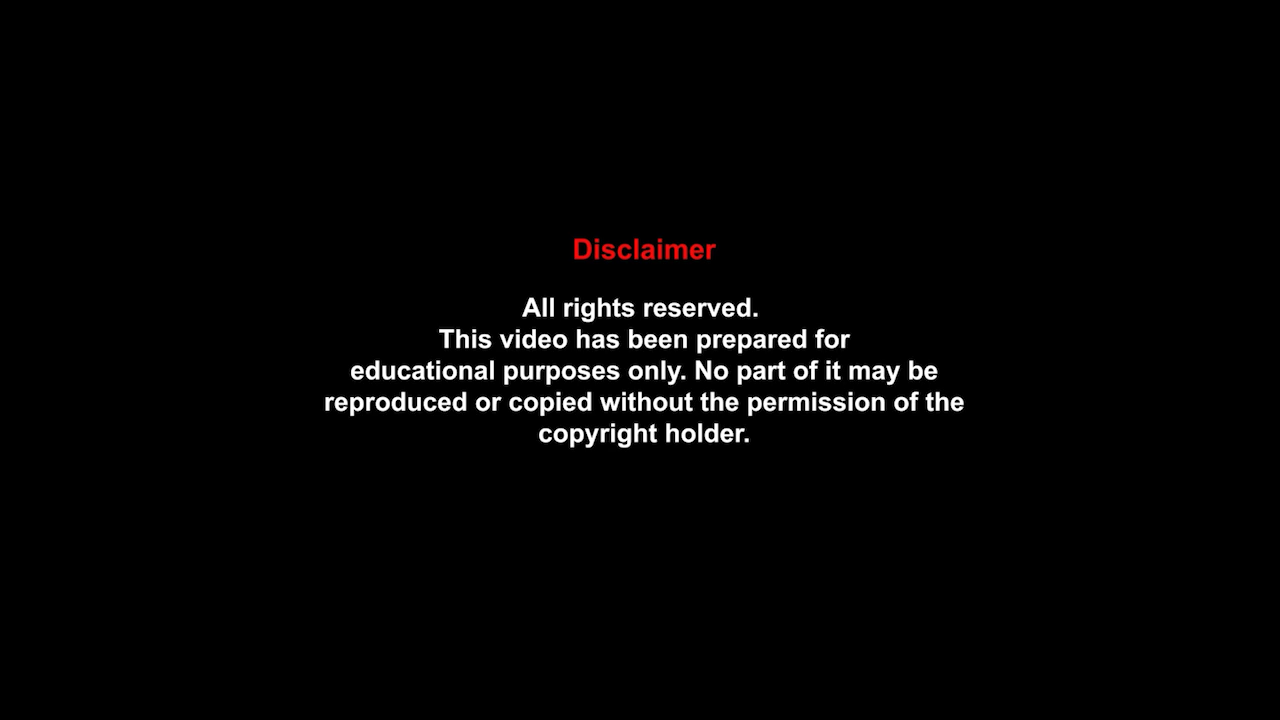 Disclaimer
All rights reserved.
This video has been prepared for
educational purposes only. No part of it may be
reproduced or copied without the permission of the
copyright holder.